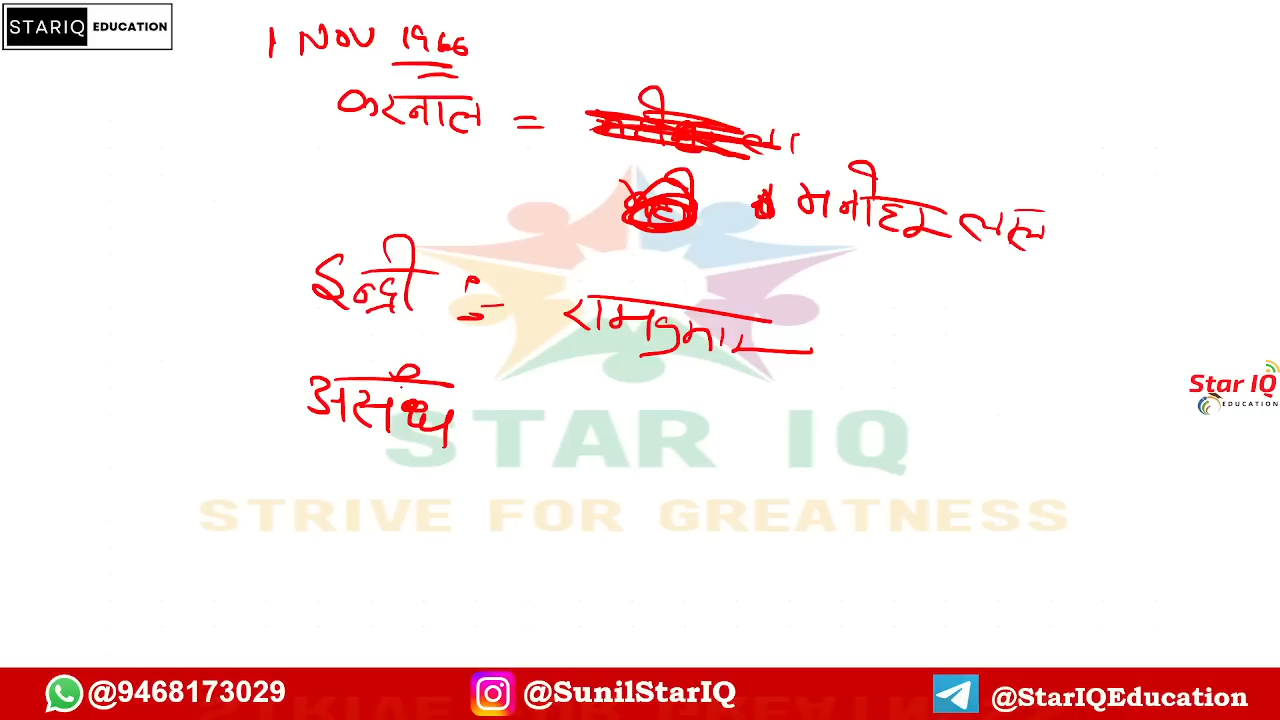 STARIQ EDUCATION
1 NOV 1966
करनाल =
मनोहर लाल
इन्द्री = रामकुमार
असंध
Star IQ
EDUCATION
STAR IQ
STRIVE FOR GREATNESS
@9468173029 @SunilStarIQ @StarIQEducation